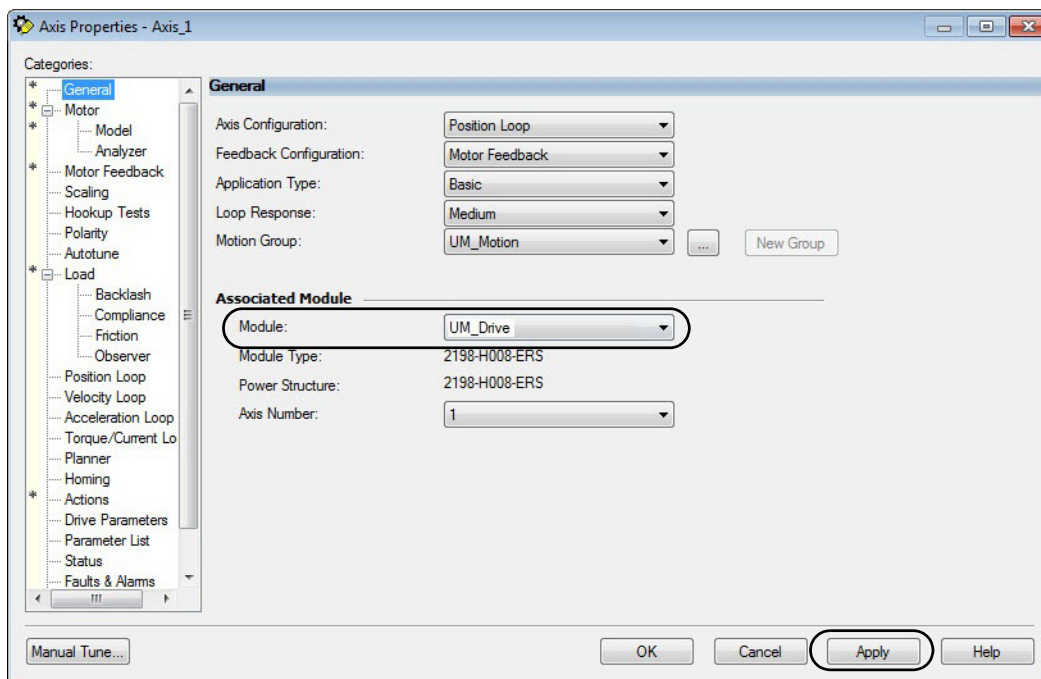 Axis Properties - Axis_1
Categories:
* General
* Motor
* Model
Analyzer
* Motor Feedback
Scaling
Hookup Tests
Polarity
Autotune
* Load
Backlash
Compliance
Friction
Observer
Position Loop
Velocity Loop
Acceleration Loop
Torque/Current Lo
Planner
Homing
* Actions
Drive Parameters
Parameter List
Status
Faults & Alarms
General
Axis Configuration: Position Loop
Feedback Configuration: Motor Feedback
Application Type: Basic
Loop Response: Medium
Motion Group: UM_Motion ... New Group
Associated Module
Module: UM_Drive
Module Type: 2198-H008-ERS
Power Structure: 2198-H008-ERS
Axis Number: 1
Manual Tune... OK Cancel Apply Help